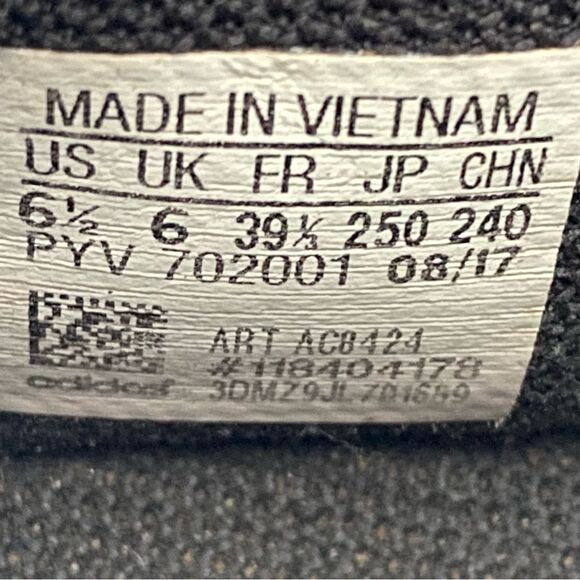 MADE IN VIETNAM
US UK FR JP CHN
6½ 6 39⅓ 250 240
PYV 702001 08/17
ART AC8424
#118404178
adidas